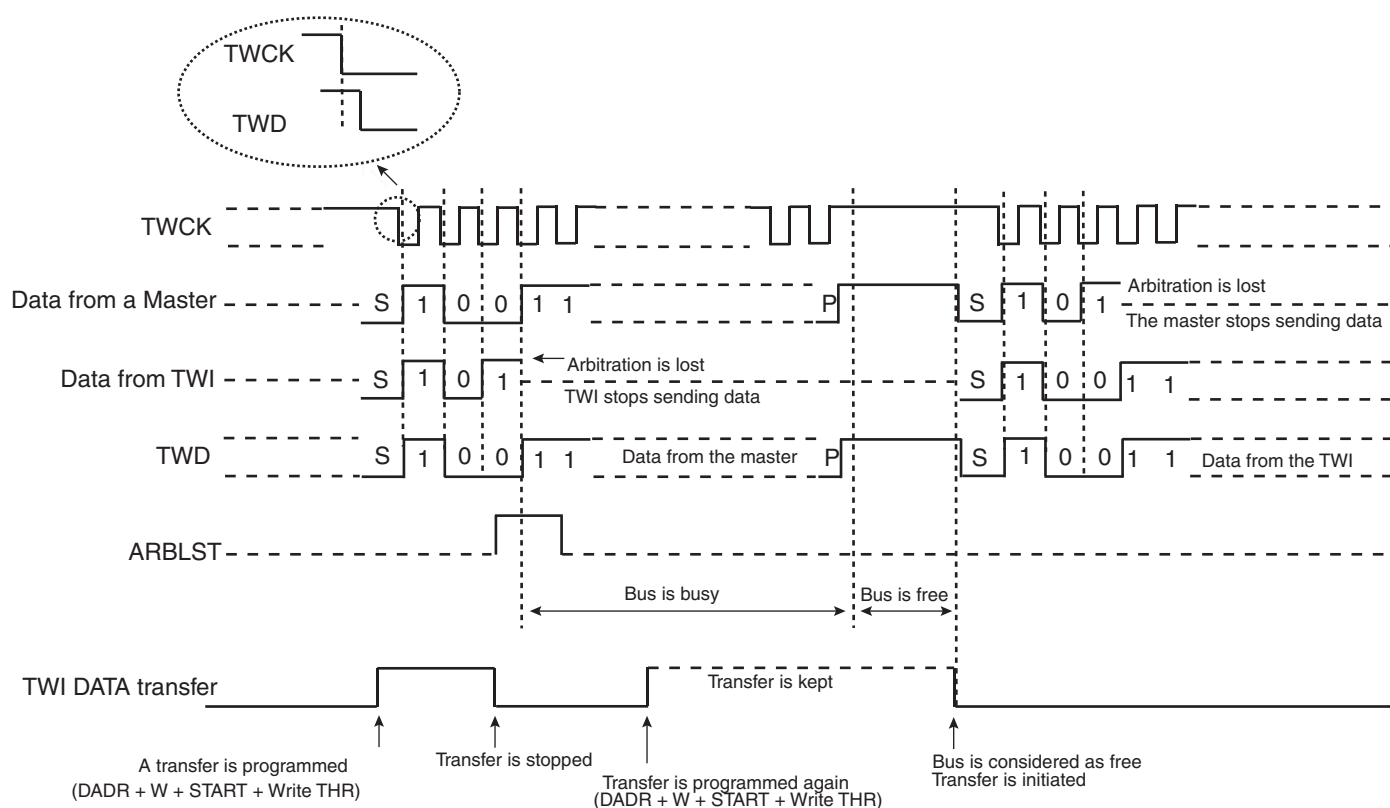 TWCK
TWD
TWCK
Data from a Master S 1 0 0 1 1 P S 1 0 1 Arbitration is lost
The master stops sending data
Data from TWI S 1 0 1 Arbitration is lost S 1 0 0 1 1
TWI stops sending data
TWD S 1 0 0 1 1 Data from the master P S 1 0 0 1 1 Data from the TWI
ARBLST
Bus is busy Bus is free
TWI DATA transfer Transfer is kept
A transfer is programmed
(DADR + W + START + Write THR)
Transfer is stopped
Transfer is programmed again
(DADR + W + START + Write THR)
Bus is considered as free
Transfer is initiated